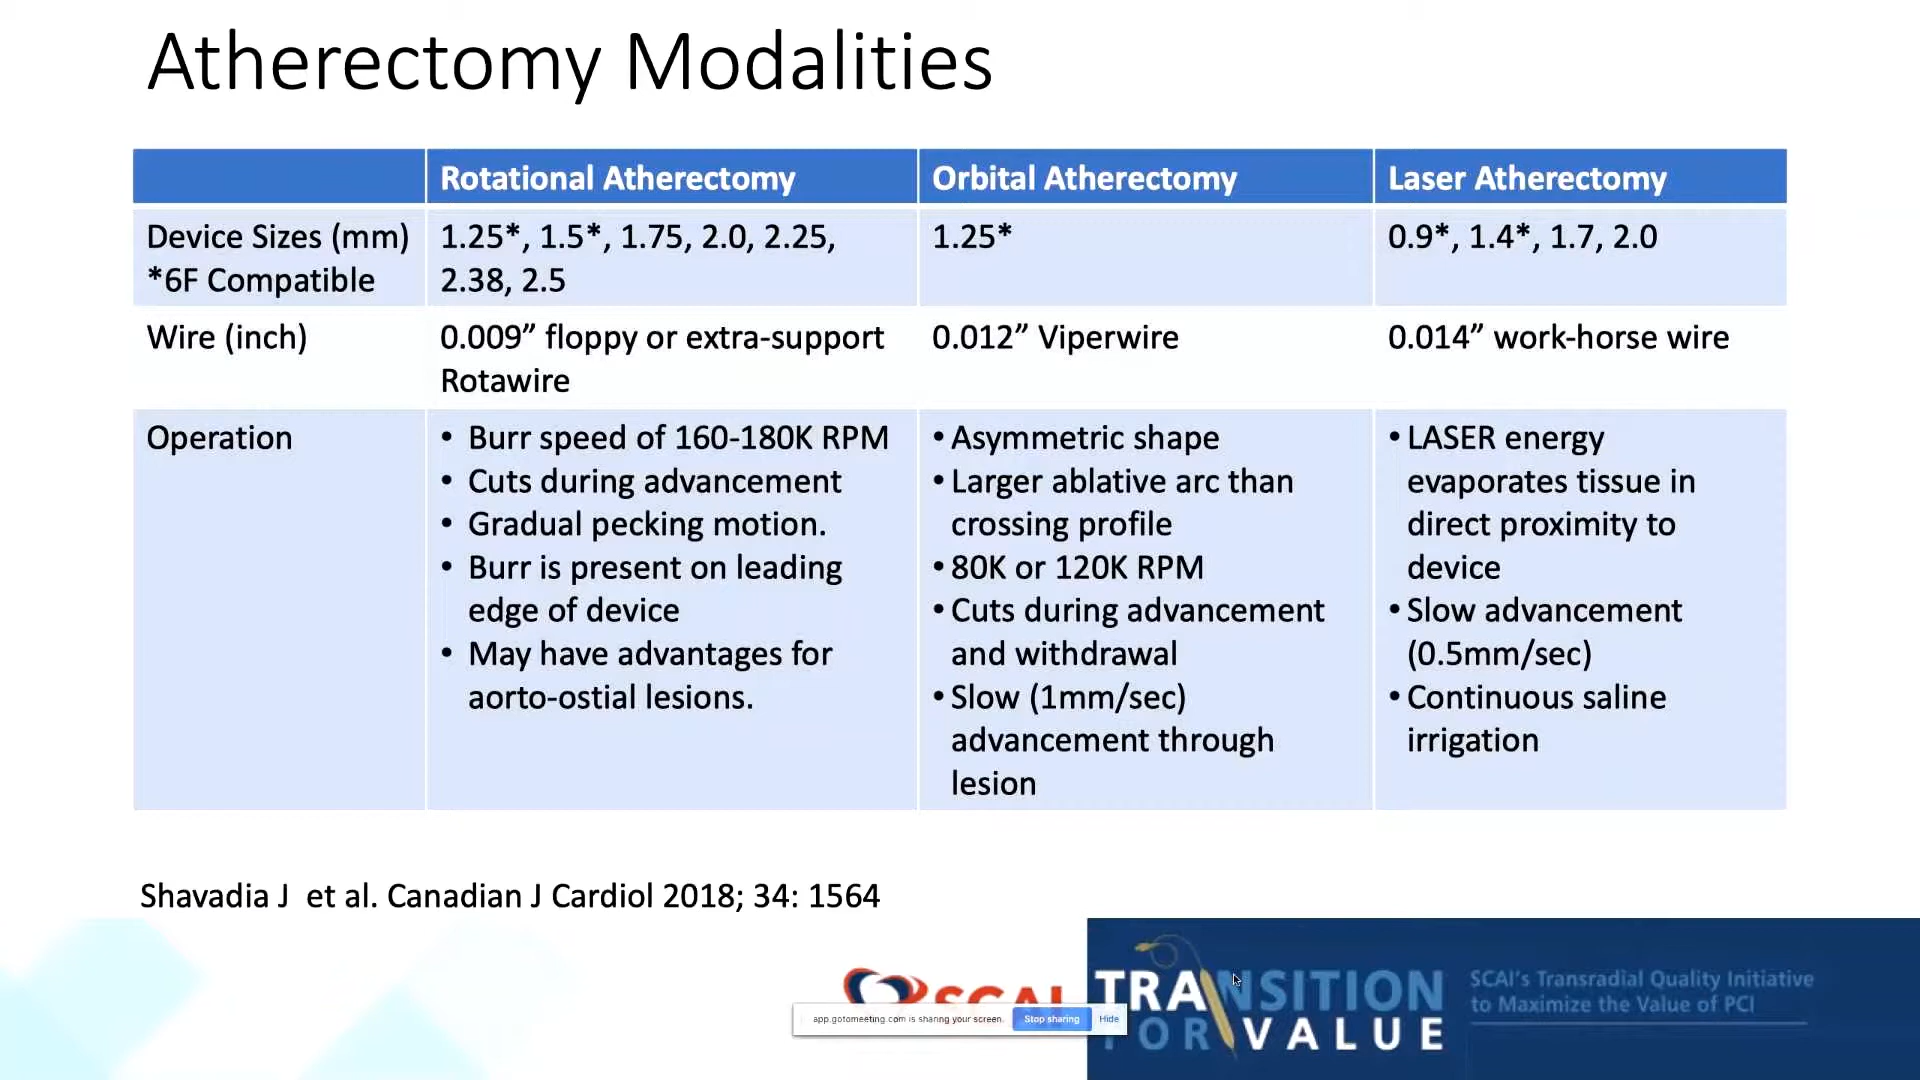 Atherectomy Modalities
Rotational Atherectomy
Orbital Atherectomy
Laser Atherectomy
Device Sizes (mm)
*6F Compatible
1.25*, 1.5*, 1.75, 2.0, 2.25,
2.38, 2.5
1.25*
0.9*, 1.4*, 1.7, 2.0
Wire (inch)
0.009” floppy or extra-support
Rotawire
0.012” Viperwire
0.014” work-horse wire
Operation
• Burr speed of 160-180K RPM
• Cuts during advancement
• Gradual pecking motion.
• Burr is present on leading
edge of device
• May have advantages for
aorto-ostial lesions.
• Asymmetric shape
• Larger ablative arc than
crossing profile
• 80K or 120K RPM
• Cuts during advancement
and withdrawal
• Slow (1mm/sec)
advancement through
lesion
• LASER energy
evaporates tissue in
direct proximity to
device
• Slow advancement
(0.5mm/sec)
• Continuous saline
irrigation
Shavadia J et al. Canadian J Cardiol 2018; 34: 1564
SCAI
app.gotomeeting.com is sharing your screen.
Stop sharing
Hide
TRANSITION
FOR VALUE
SCAI's Transradial Quality Initiative
to Maximize the Value of PCI